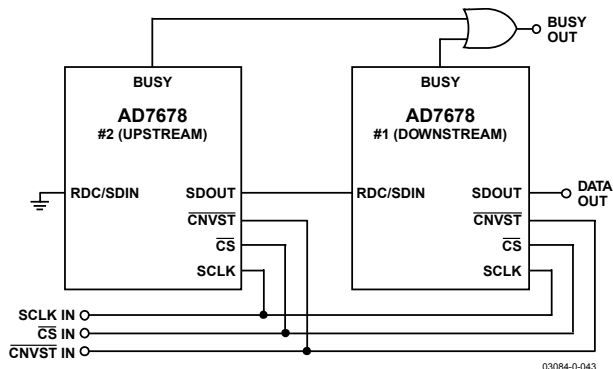 BUSY
OUT
BUSY
BUSY
AD7678
#2 (UPSTREAM)
AD7678
#1 (DOWNSTREAM)
RDC/SDIN
SDOUT
CNVST
CS
SCLK
RDC/SDIN
SDOUT
CNVST
CS
SCLK
DATA
OUT
SCLK IN
CS IN
CNVST IN
03084-0-043